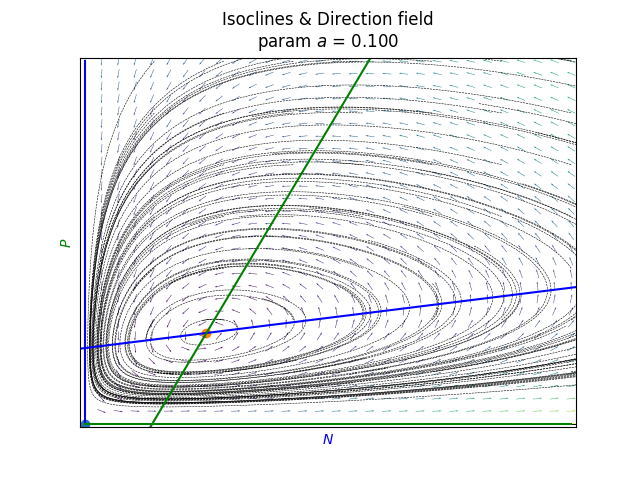 Isoclines & Direction field
param a = 0.100
P
N